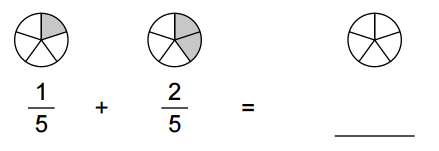 1/5 + 2/5 =